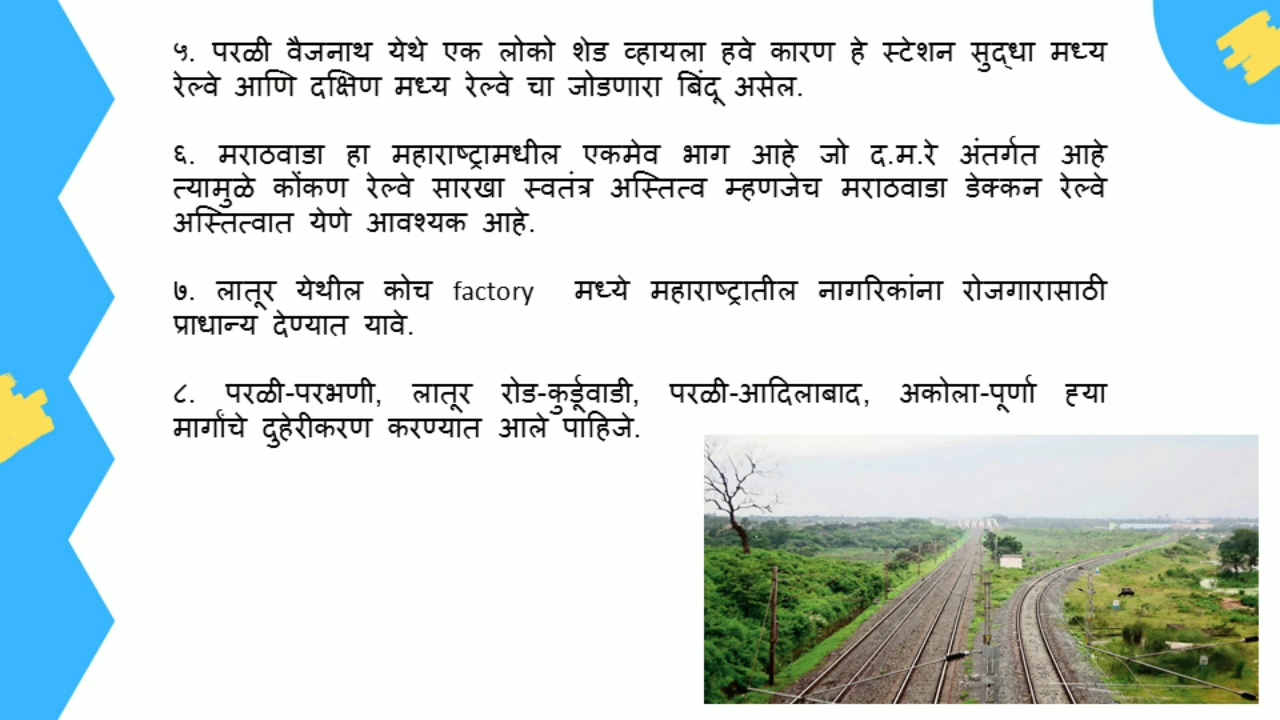 ५. परळी वैजनाथ येथे एक लोको शेड व्हायला हवे कारण हे स्टेशन सुद्धा मध्य
रेल्वे आणि दक्षिण मध्य रेल्वे चा जोडणारा बिंदू असेल.
६. मराठवाडा हा महाराष्ट्रामधील एकमेव भाग आहे जो द.म.रे अंतर्गत आहे
त्यामुळे कोंकण रेल्वे सारखा स्वतंत्र अस्तित्व म्हणजेच मराठवाडा डेक्कन रेल्वे
अस्तित्वात येणे आवश्यक आहे.
७. लातूर येथील कोच factory मध्ये महाराष्ट्रातील नागरिकांना रोजगारासाठी
प्राधान्य देण्यात यावे.
८. परळी-परभणी, लातूर रोड-कुर्डूवाडी, परळी-आदिलाबाद, अकोला-पूर्णा ह्या
मार्गांचे दुहेरीकरण करण्यात आले पाहिजे.